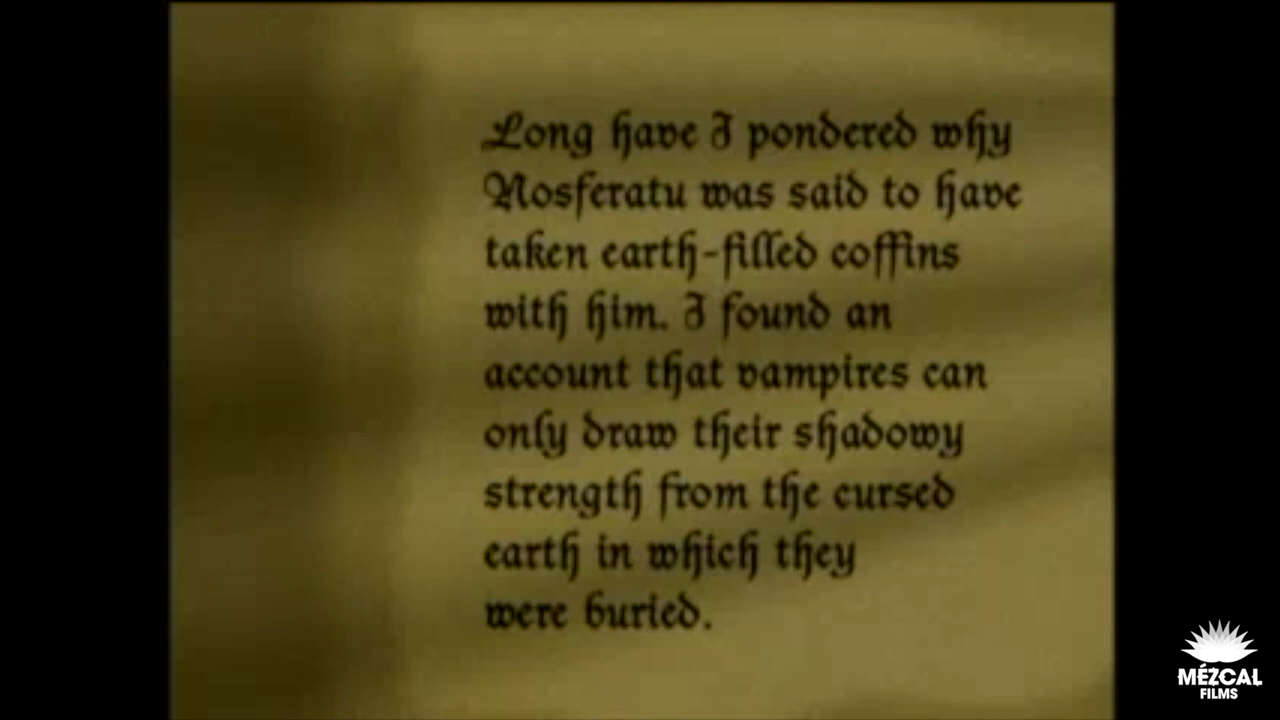 Long have I pondered why
Nosferatu was said to have
taken earth-filled coffins
with him. I found an
account that vampires can
only draw their shadowy
strength from the cursed
earth in which they
were buried.
MÉZCAL
FILMS